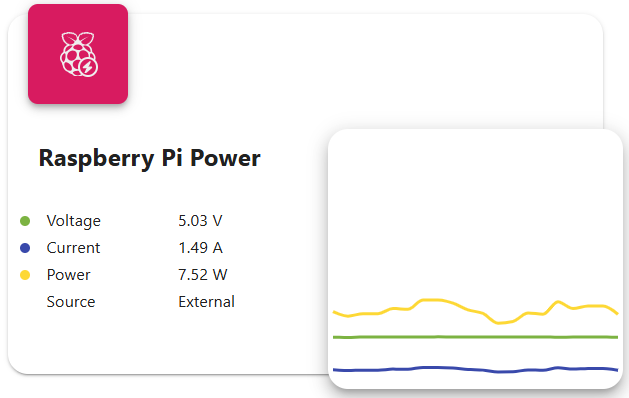 Raspberry Pi Power
Voltage 5.03 V
Current 1.49 A
Power 7.52 W
Source External